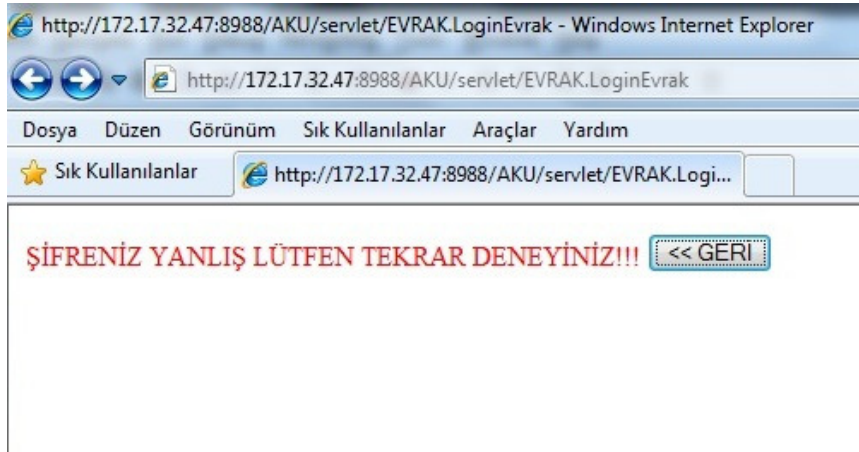 http://172.17.32.47:8988/AKU/servlet/EVRAK.LoginEvrak - Windows Internet Explorer
http://172.17.32.47:8988/AKU/servlet/EVRAK.LoginEvrak
Dosya Düzen Görünüm Sık Kullanılanlar Araçlar Yardım
Sık Kullanılanlar http://172.17.32.47:8988/AKU/servlet/EVRAK.Logi...
ŞİFRENİZ YANLIŞ LÜTFEN TEKRAR DENEYİNİZ!!! << GERİ